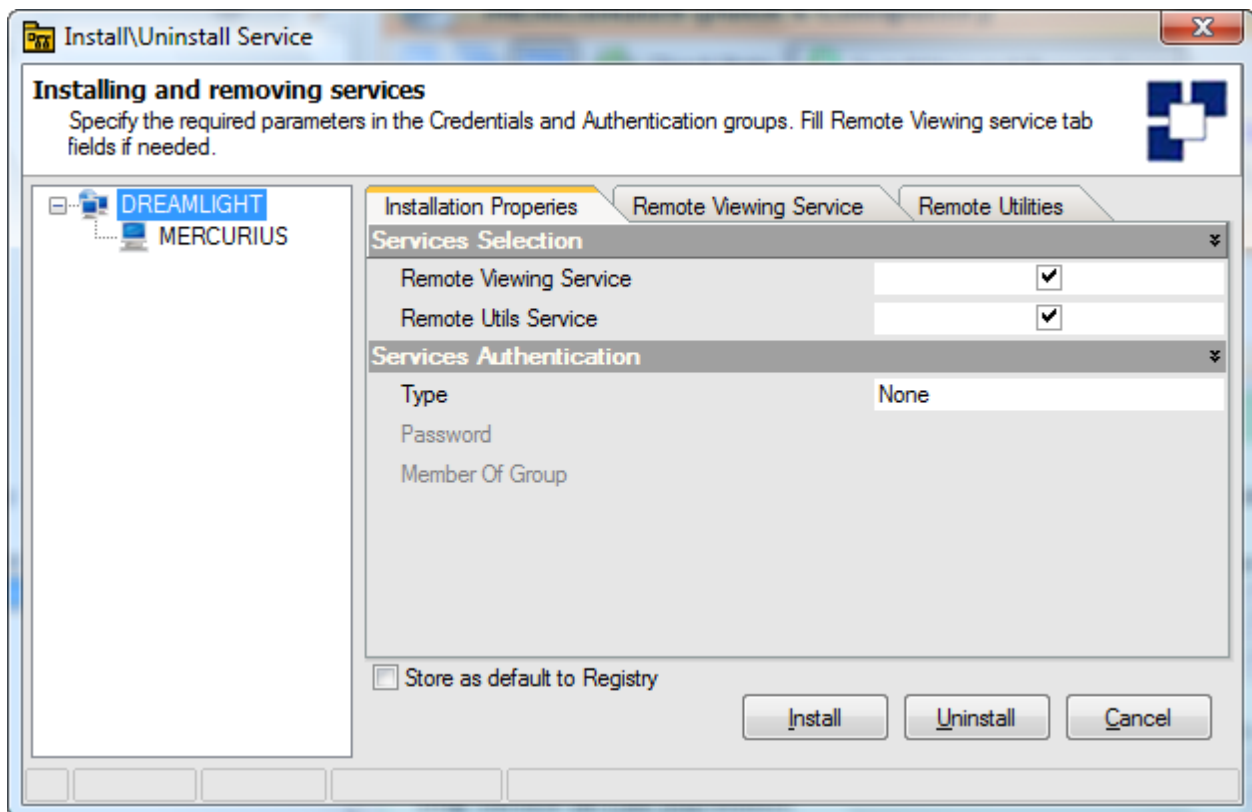 Install\Uninstall Service
Installing and removing services
Specify the required parameters in the Credentials and Authentication groups. Fill Remote Viewing service tab
fields if needed.
DREAMLIGHT
MERCURIUS
Installation Properies
Remote Viewing Service
Remote Utilities
Services Selection
Remote Viewing Service
Remote Utils Service
Services Authentication
Type None
Password
Member Of Group
Store as default to Registry
Install
Uninstall
Cancel